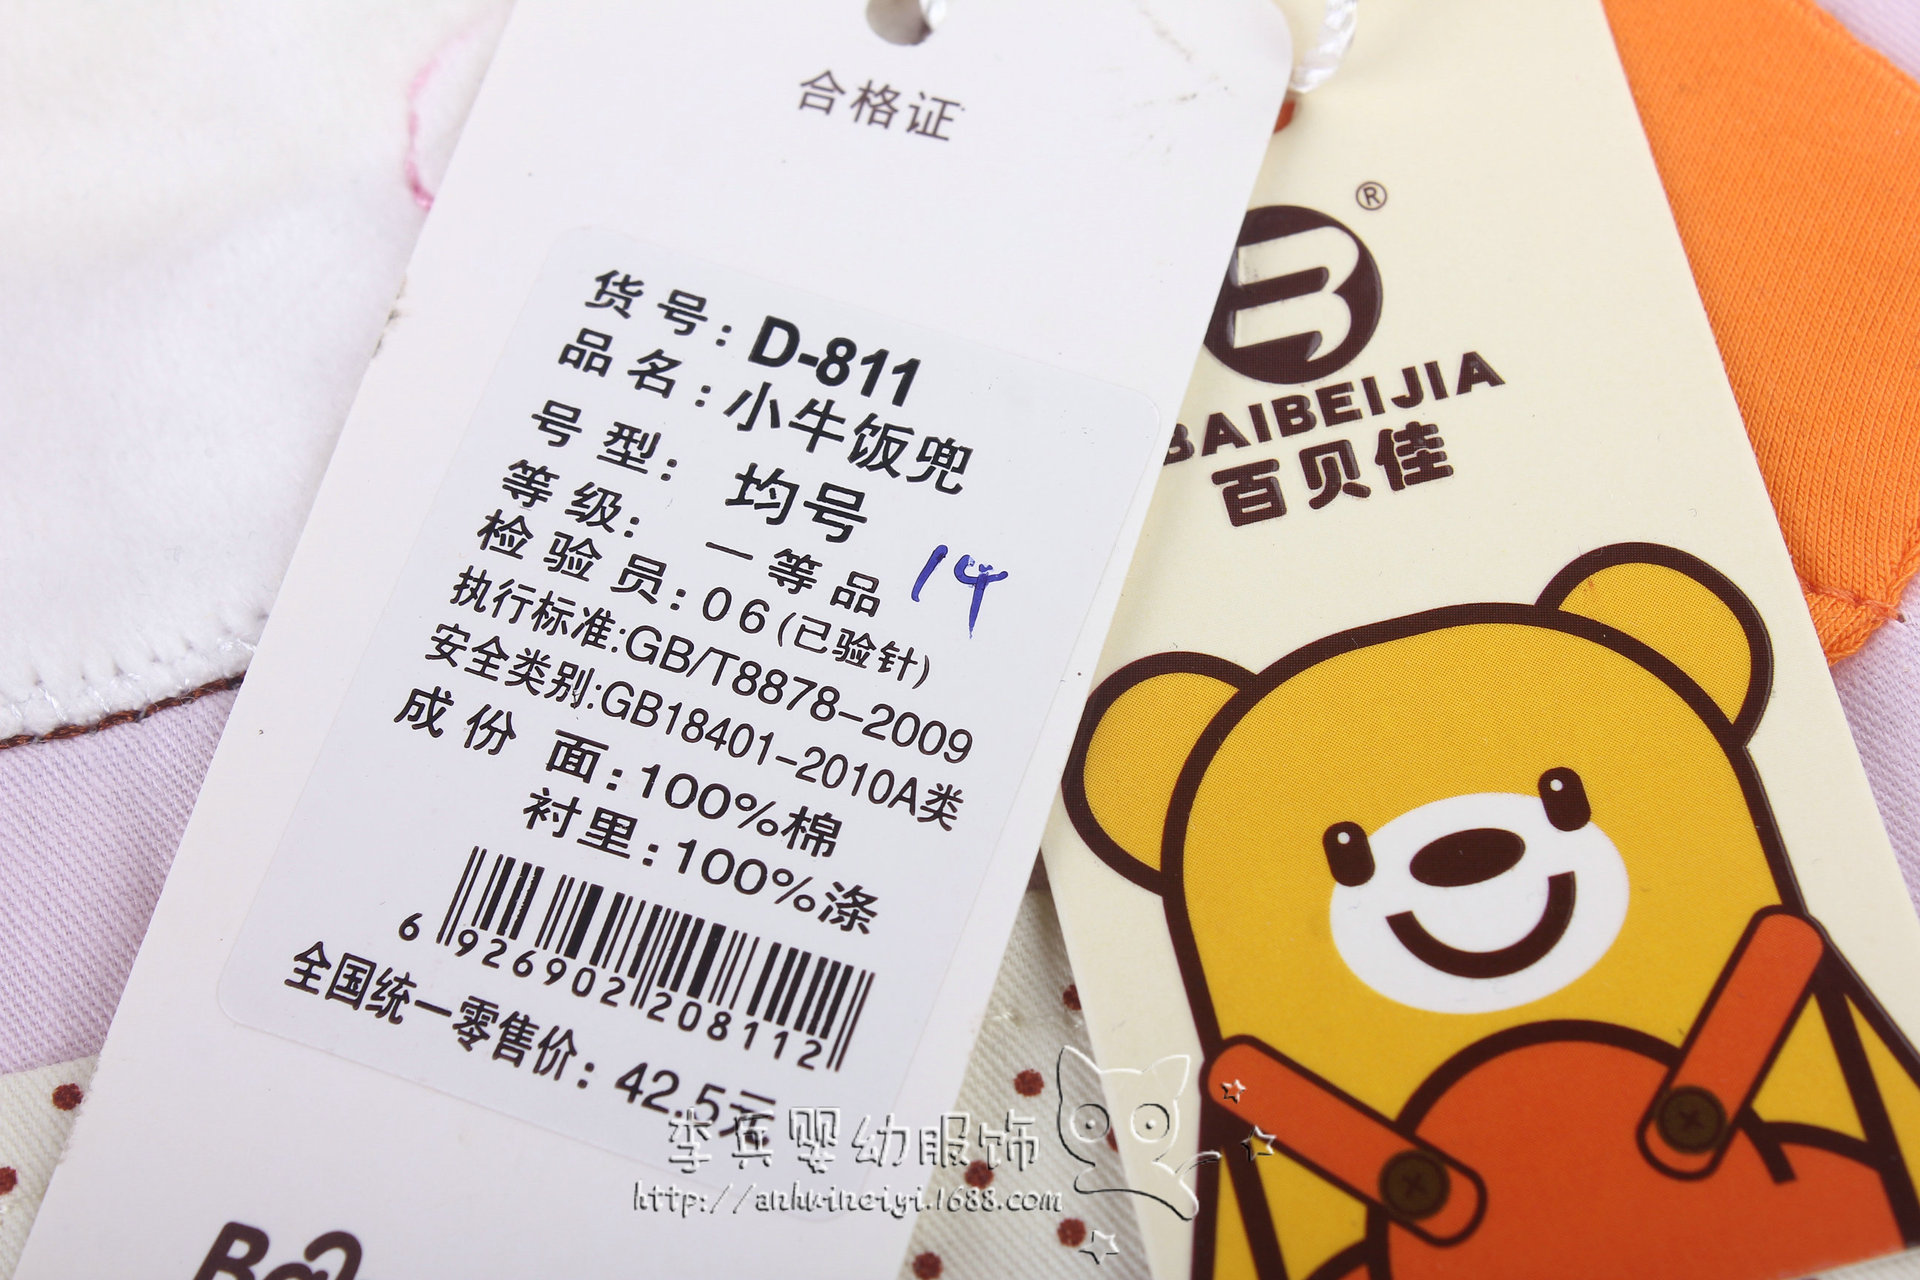 合格证
货号:D-811
品名:小牛饭兜
号型:均号
等级:一等品
14
检验员:06(已验针)
执行标准:GB/T8878-2009
安全类别:GB18401-2010A类
成份 面:100%棉
衬里:100%涤
6 926902 208112
全国统一零售价:42.5元
®
BAIBEIJIA
百贝佳
李兵婴幼服饰
http://anhvineiyi.1688.com